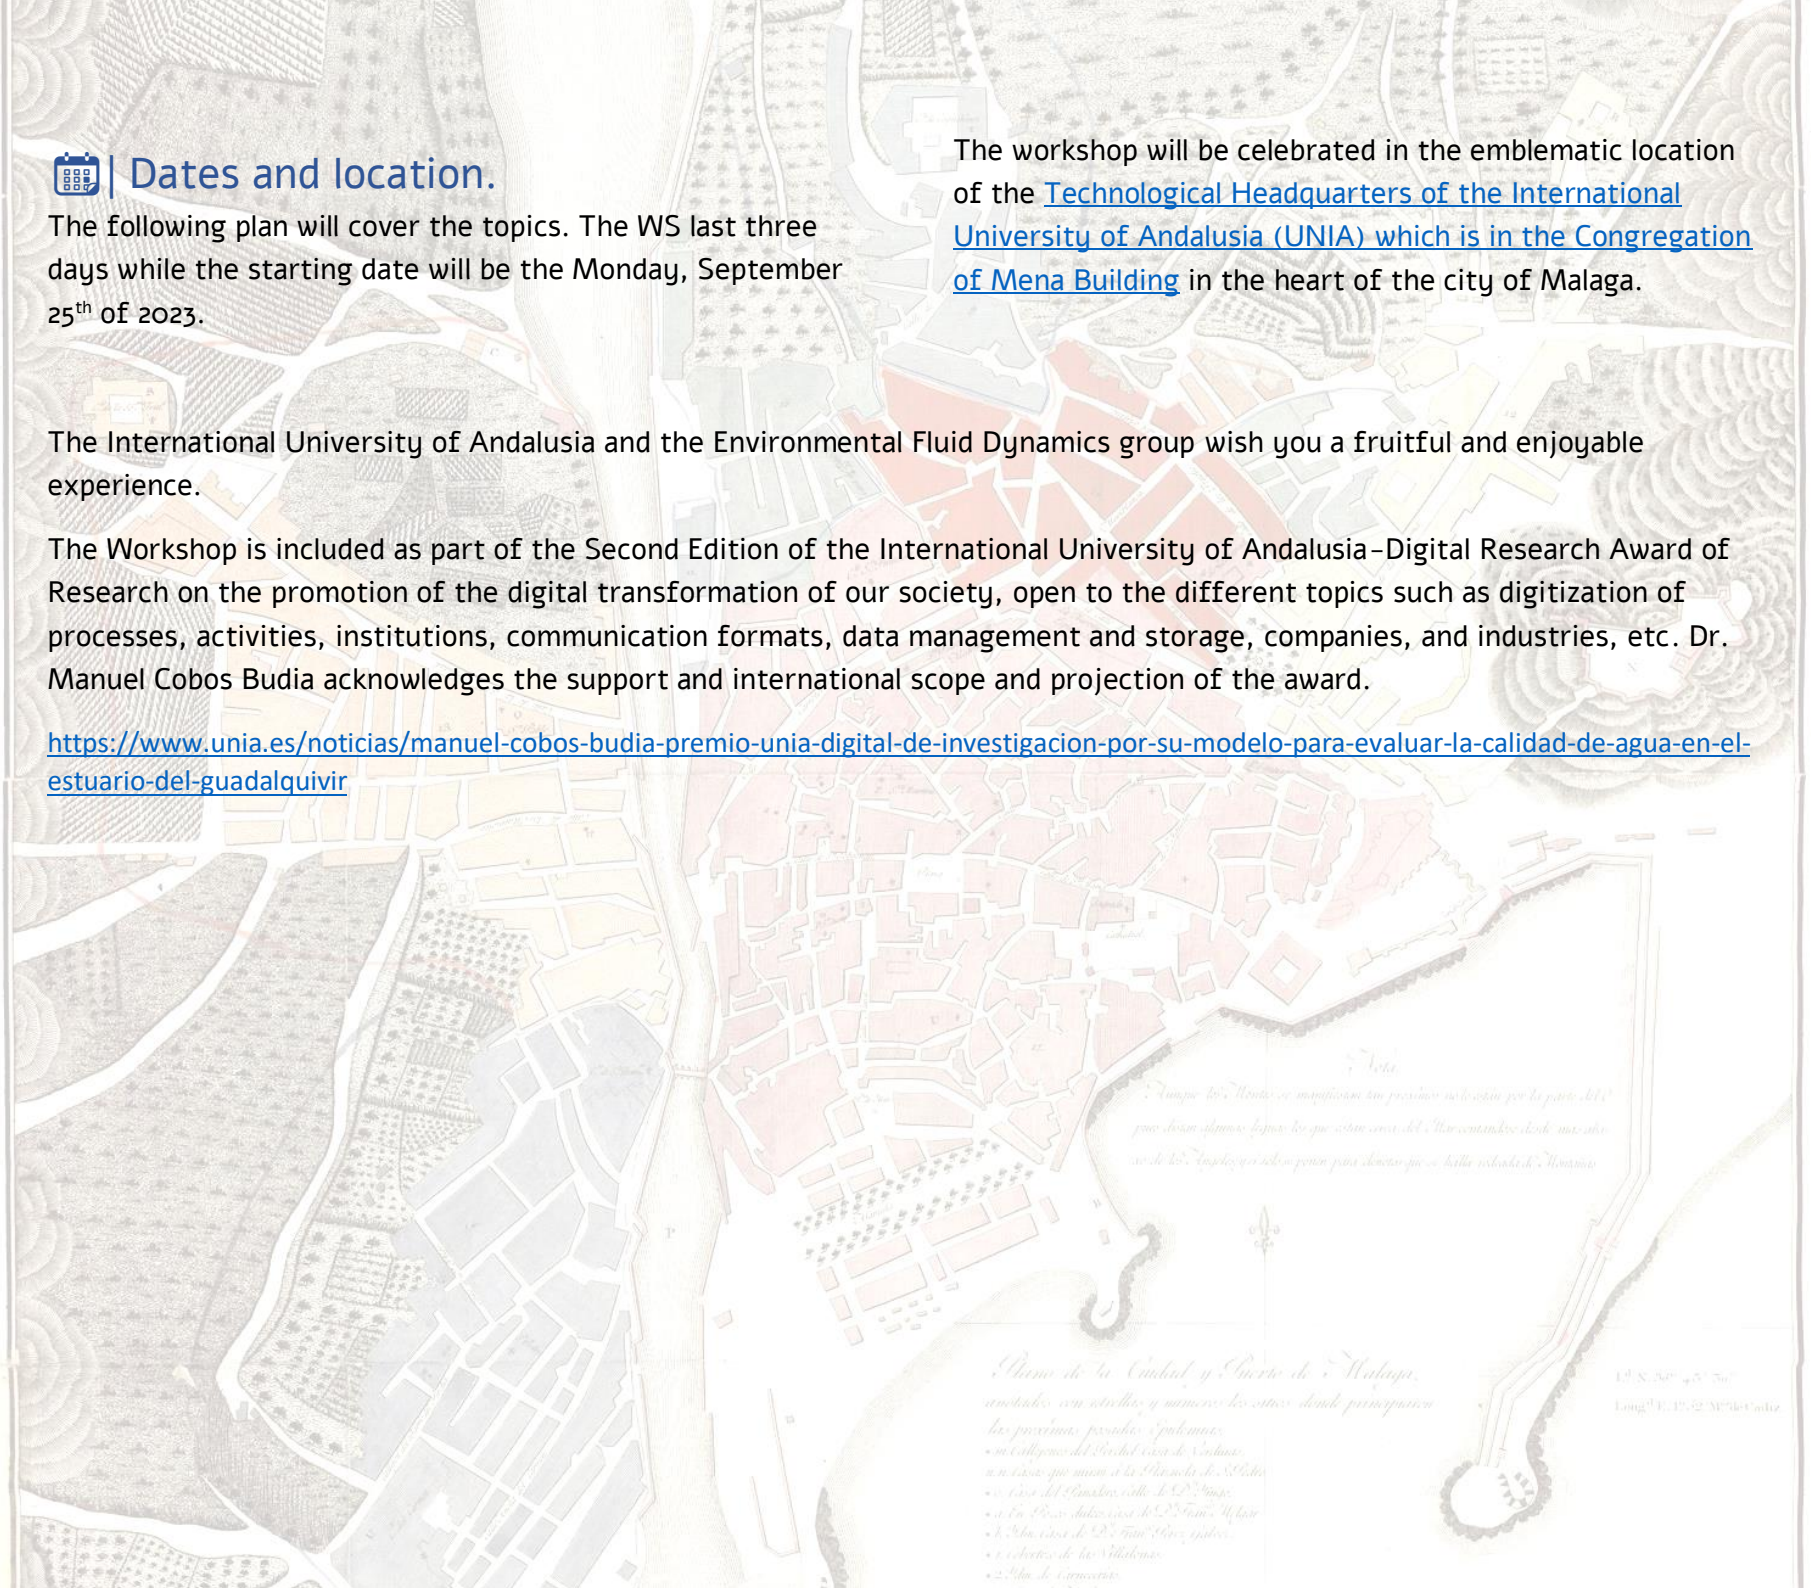 | Dates and location.
The following plan will cover the topics. The WS last three
days while the starting date will be the Monday, September
25th of 2023.
The workshop will be celebrated in the emblematic location
of the Technological Headquarters of the International
University of Andalusia (UNIA) which is in the Congregation
of Mena Building in the heart of the city of Malaga.
The International University of Andalusia and the Environmental Fluid Dynamics group wish you a fruitful and enjoyable
experience.
The Workshop is included as part of the Second Edition of the International University of Andalusia-Digital Research Award of
Research on the promotion of the digital transformation of our society, open to the different topics such as digitization of
processes, activities, institutions, communication formats, data management and storage, companies, and industries, etc. Dr.
Manuel Cobos Budia acknowledges the support and international scope and projection of the award.
https://www.unia.es/noticias/manuel-cobos-budia-premio-unia-digital-de-investigacion-por-su-modelo-para-evaluar-la-calidad-de-agua-en-el-
estuario-del-guadalquivir
Nota
Plano de la Ciudad y Puerto de Malaga,